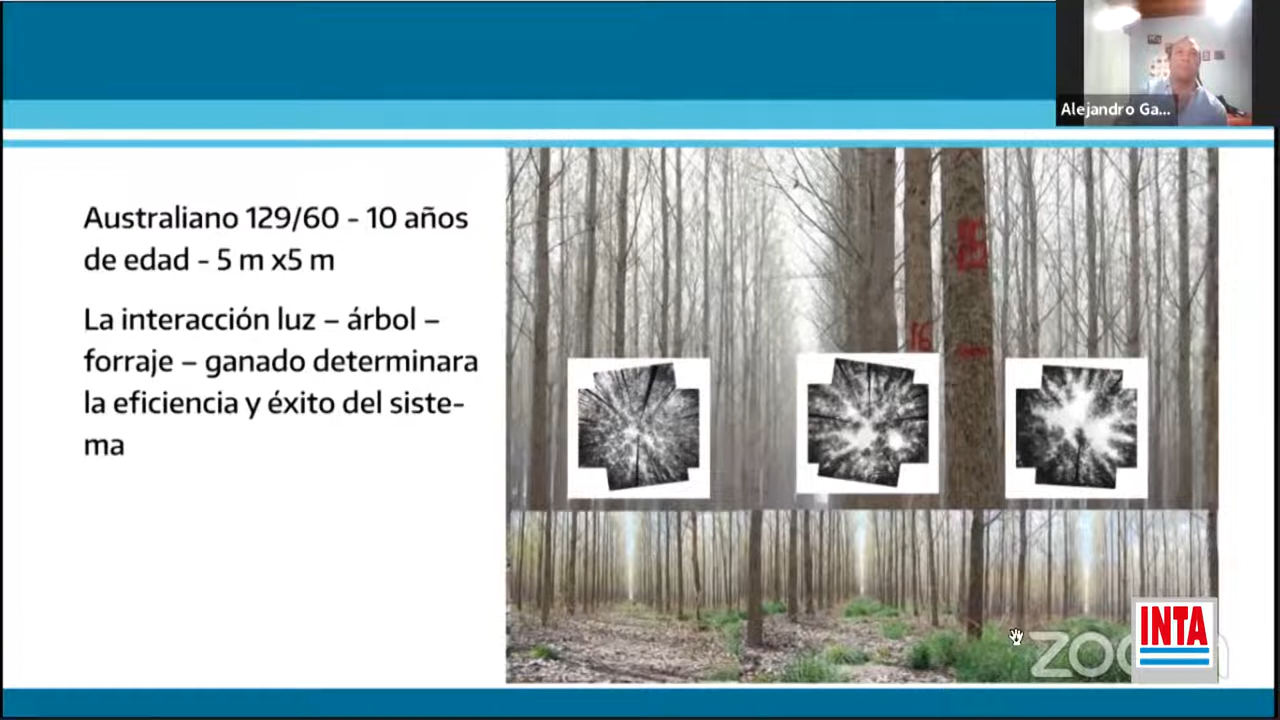 Alejandro Ga...
Australiano 129/60 - 10 años
de edad - 5 m x5 m
La interacción luz – árbol –
forraje – ganado determinara
la eficiencia y éxito del siste-
ma
16
INTA